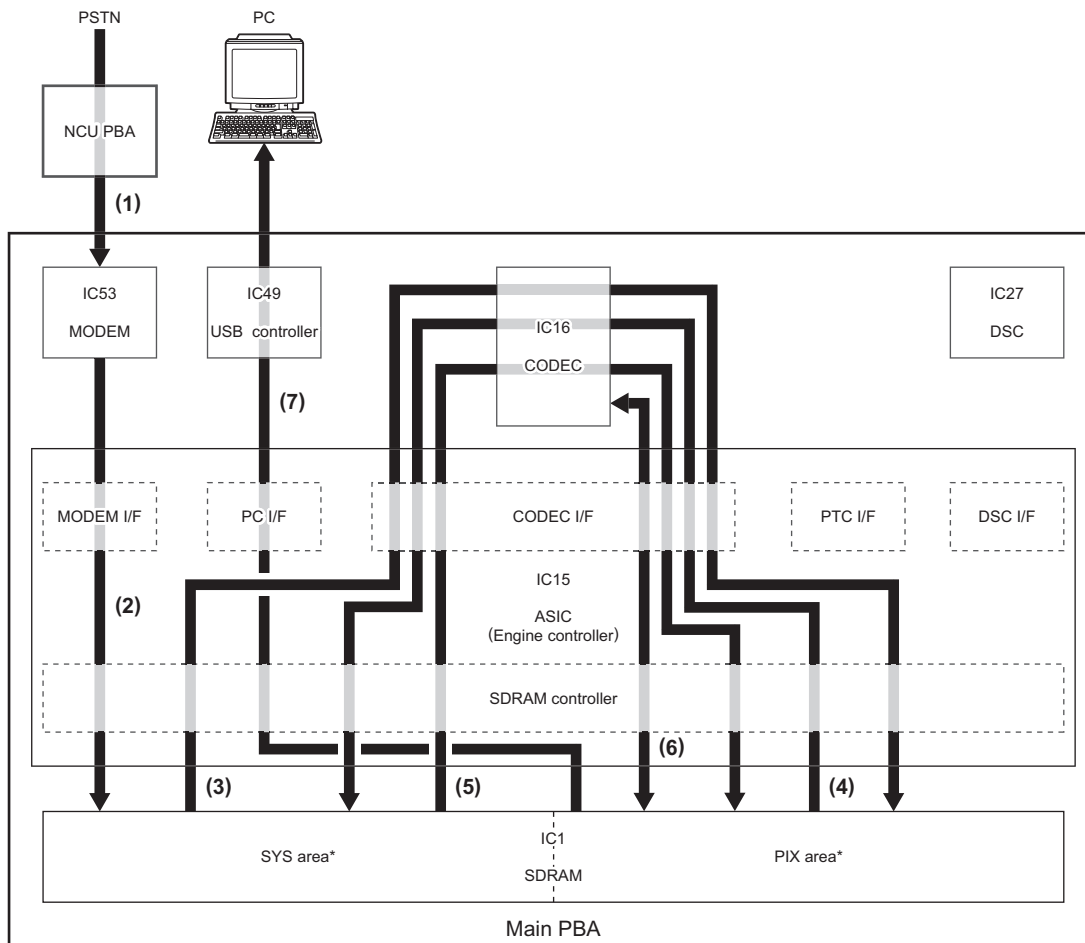 PSTN
PC
NCU PBA
(1)
IC53
MODEM
IC49
USB controller
IC16
CODEC
IC27
DSC
(7)
MODEM I/F
PC I/F
CODEC I/F
PTC I/F
DSC I/F
(2)
IC15
ASIC
(Engine controller)
SDRAM controller
(6)
(3)
(5)
(4)
SYS area*
IC1
SDRAM
PIX area*
Main PBA